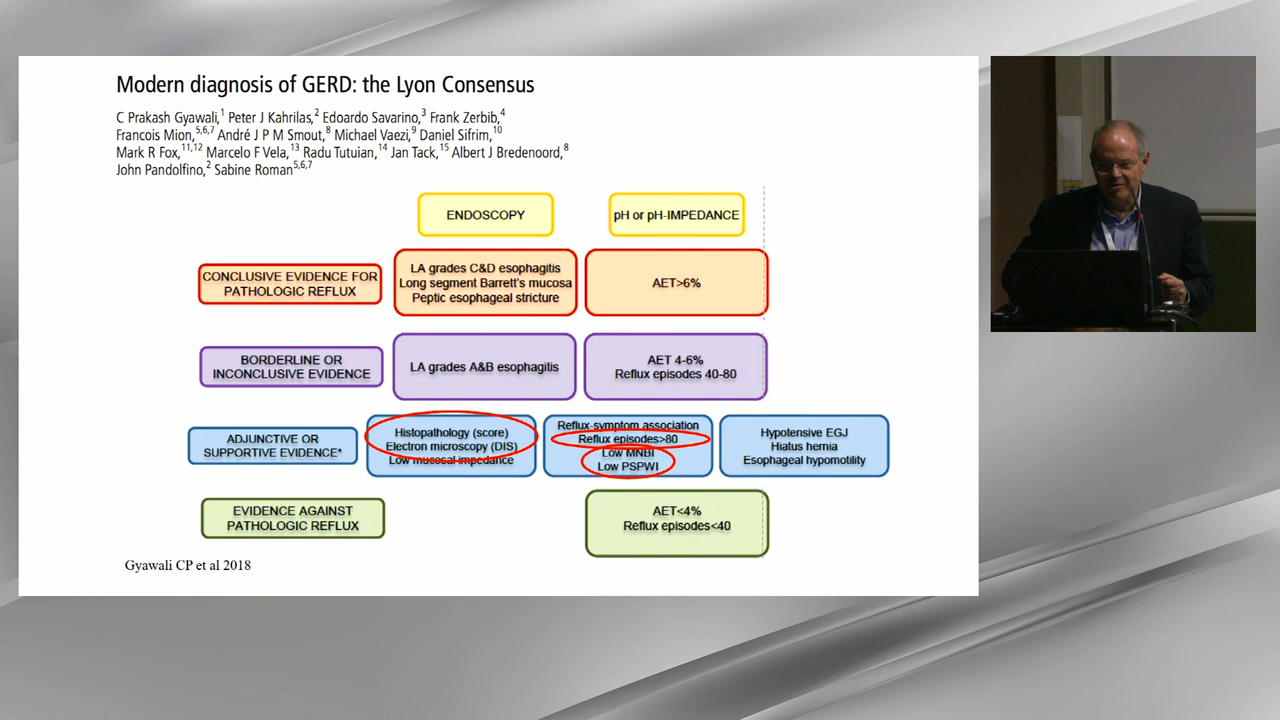 Modern diagnosis of GERD: the Lyon Consensus
C Prakash Gyawali,1 Peter J Kahrilas,2 Edoardo Savarino,3 Frank Zerbib,4
Francois Mion,5,6,7 André J P M Smout,8 Michael Vaezi,9 Daniel Sifrim,10
Mark R Fox,11,12 Marcelo F Vela,13 Radu Tutuian,14 Jan Tack,15 Albert J Bredenoord,8
John Pandolfino,2 Sabine Roman5,6,7
ENDOSCOPY
pH or pH-IMPEDANCE
CONCLUSIVE EVIDENCE FOR
PATHOLOGIC REFLUX
LA grades C&D esophagitis
Long segment Barrett's mucosa
Peptic esophageal stricture
AET>6%
BORDERLINE OR
INCONCLUSIVE EVIDENCE
LA grades A&B esophagitis
AET 4-6%
Reflux episodes 40-80
ADJUNCTIVE OR
SUPPORTIVE EVIDENCE*
Histopathology (score)
Electron microscopy (DIS)
Low mucosal impedance
Reflux-symptom association
Reflux episodes>80
Low MNBI
Low PSPWI
Hypotensive EGJ
Hiatus hernia
Esophageal hypomotility
EVIDENCE AGAINST
PATHOLOGIC REFLUX
AET<4%
Reflux episodes<40
Gyawali CP et al 2018